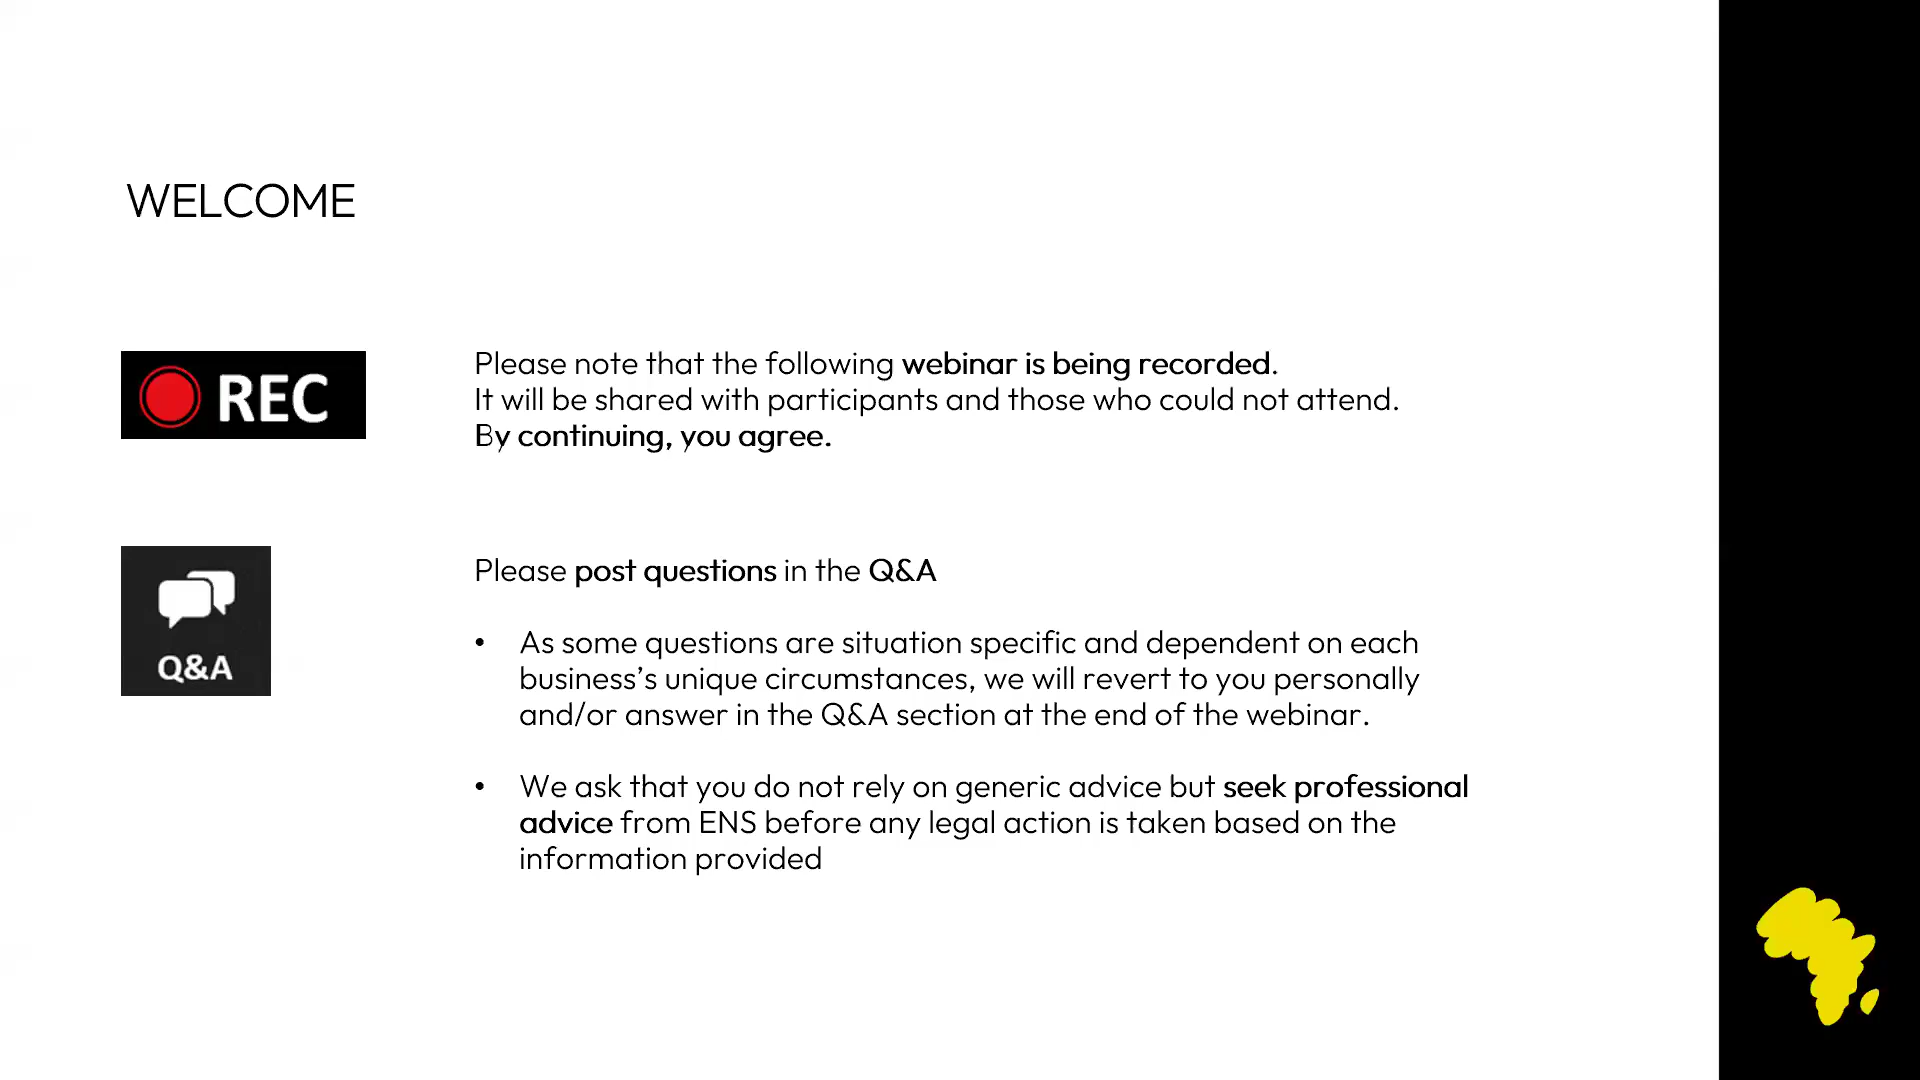 WELCOME
REC
Please note that the following webinar is being recorded.
It will be shared with participants and those who could not attend.
By continuing, you agree.
Q&A
Please post questions in the Q&A
• As some questions are situation specific and dependent on each
business’s unique circumstances, we will revert to you personally
and/or answer in the Q&A section at the end of the webinar.
• We ask that you do not rely on generic advice but seek professional
advice from ENS before any legal action is taken based on the
information provided